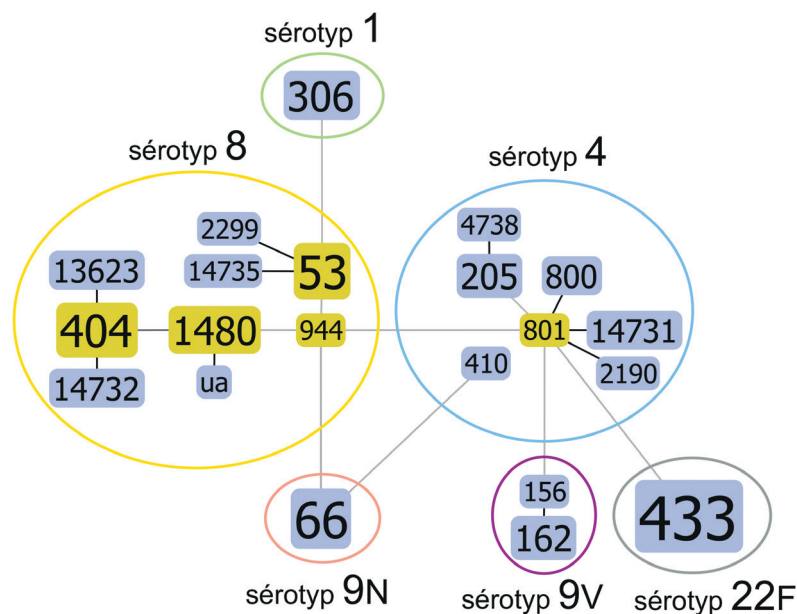 sérotyp 1
306
sérotyp 8
sérotyp 4
2299
4738
13623
14735
53
205
800
404
1480
944
801
14731
14732
ua
410
2190
66
156
162
433
sérotyp 9N
sérotyp 9V
sérotyp 22F